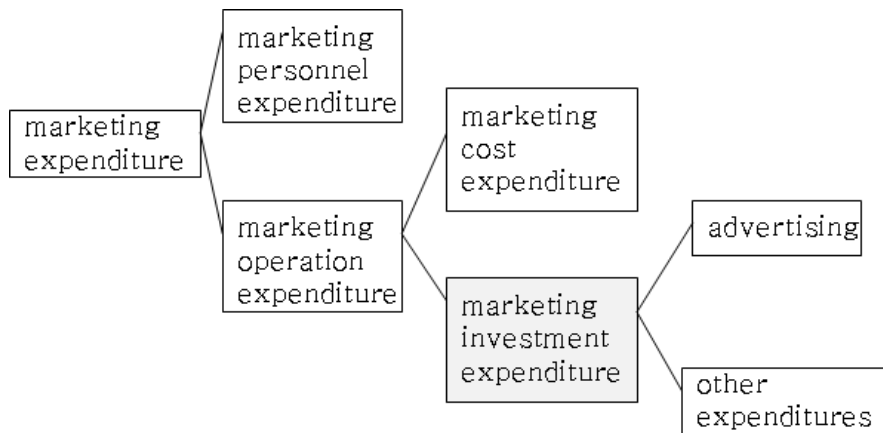 marketing
personnel
expenditure
marketing
expenditure
marketing
cost
expenditure
marketing
operation
expenditure
advertising
marketing
investment
expenditure
other
expenditures